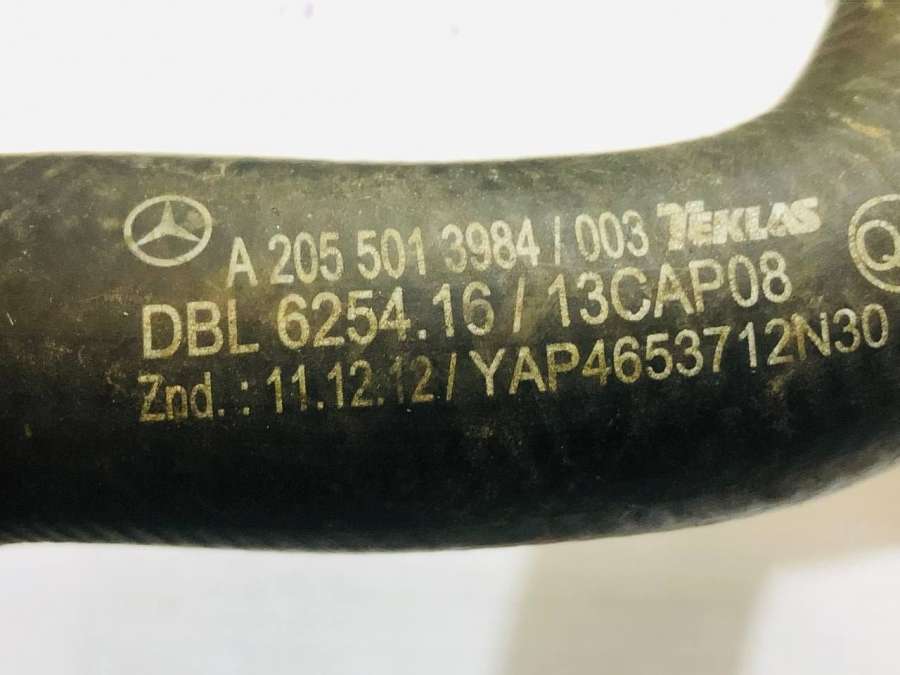 A 205 501 3984 / 003 TEKLAS
DBL 6254.16 / 13CAP08
Znd. : 11.12.12 / YAP4653712N30
Q